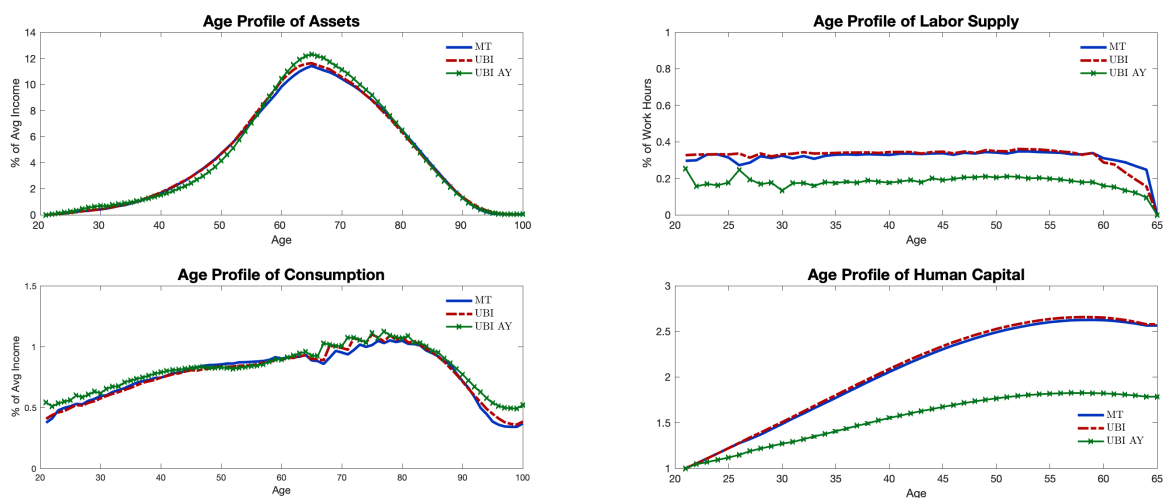 Age Profile of Assets
14
12
10
8
6
4
2
0
% of Avg Income
MT
UBI
UBI AY
20 30 40 50 60 70 80 90 100
Age
Age Profile of Labor Supply
1
0.8
0.6
0.4
0.2
0
% of Work Hours
MT
UBI
UBI AY
20 25 30 35 40 45 50 55 60 65
Age
Age Profile of Consumption
1.5
1
0.5
0
% of Avg Income
MT
UBI
UBI AY
20 30 40 50 60 70 80 90 100
Age
Age Profile of Human Capital
3
2.5
2
1.5
1
MT
UBI
UBI AY
20 25 30 35 40 45 50 55 60 65
Age